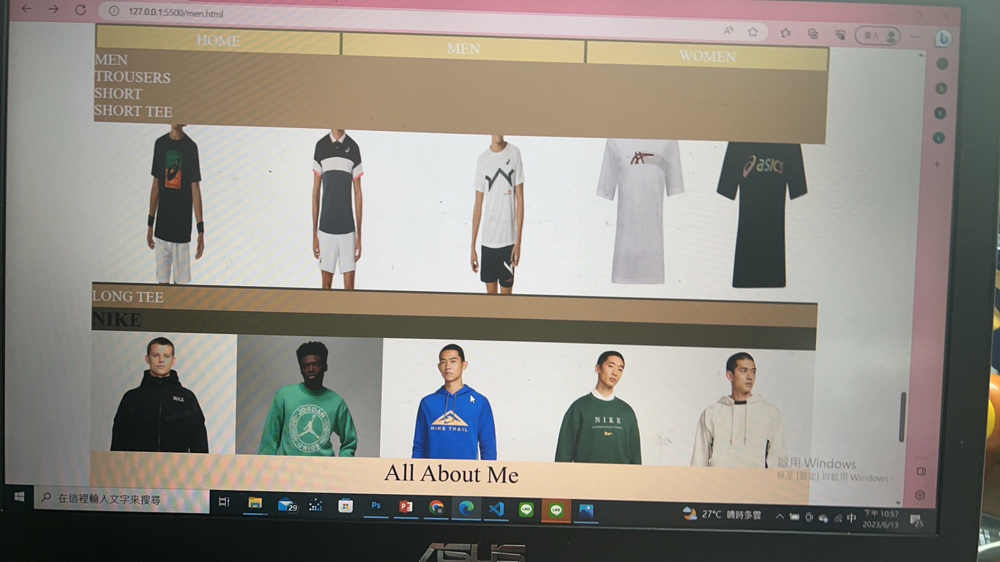 127.0.0.1:5500/men.html
登入
HOME
MEN
WOMEN
MEN
TROUSERS
SHORT
SHORT TEE
asics
LONG TEE
NIKE
NIKE
JORDAN
UNION
NIKE TRAIL
NIKE
All About Me
啟用 Windows
移至 [設定] 以啟用 Windows。
在這裡輸入文字來搜尋
29
Ps
27°C 晴時多雲
中
下午 10:57
2023/6/13
25
ASUS